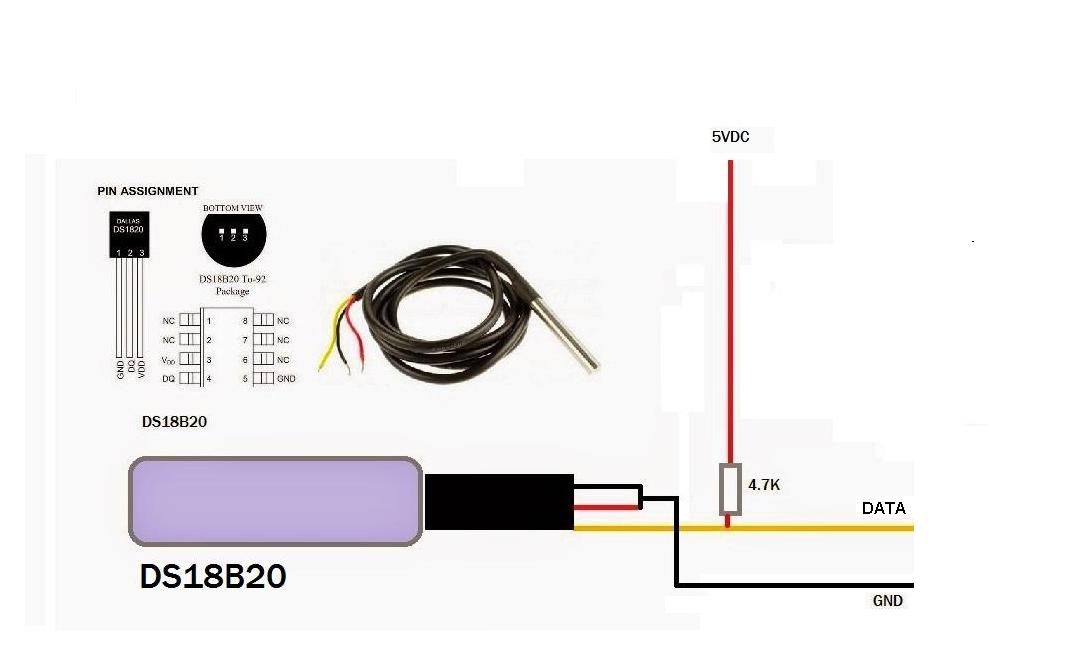 5VDC
PIN ASSIGNMENT
DALLAS
DS1820
1 2 3
GND
DQ
VDD
BOTTOM VIEW
1 2 3
DS18B20 To-92
Package
NC 1 8 NC
NC 2 7 NC
VDD 3 6 NC
DQ 4 5 GND
DS18B20
4.7K
DATA
DS18B20
GND